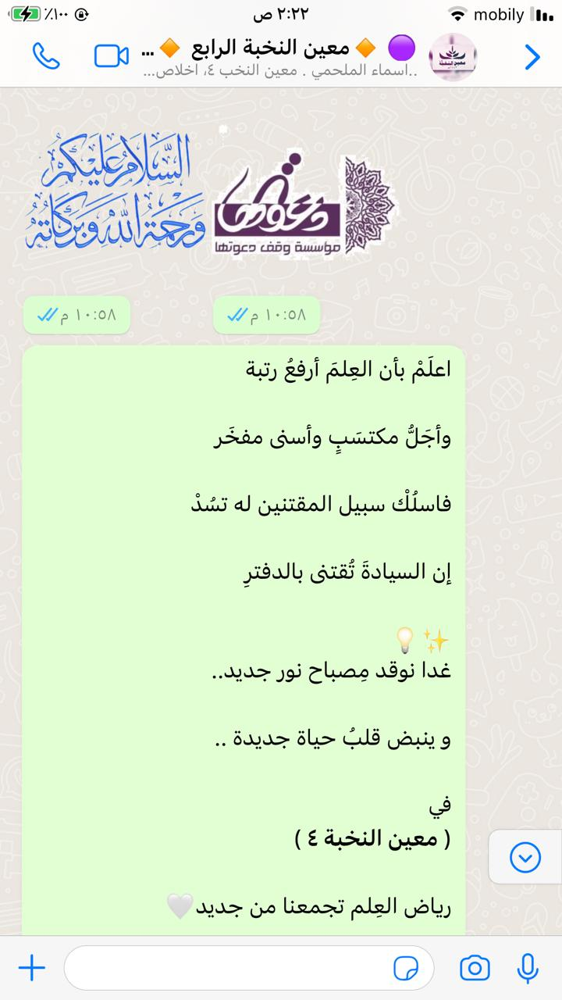 ٢:٢٢ ص
٪١٠٠
mobily
معين النخبة الرابع ...
..اسماء الملحمي . معين النخب ٤، اخلاص...
السلام عليكم
ورحمة الله وبركاته
دعوتها
مؤسسة وقف دعوتها
١٠:٥٨ م
١٠:٥٨ م
اعلَمْ بأن العِلمَ أرفعُ رتبة
وأجَلُّ مكتسَبٍ وأسنى مفخَر
فاسلُكْ سبيل المقتنين له تسُدْ
إن السيادةَ تُقتنى بالدفترِ
غدا نوقد مِصباح نور جديد..
و ينبض قلبُ حياة جديدة ..
في
( معين النخبة ٤ )
رياض العِلم تجمعنا من جديد🤍